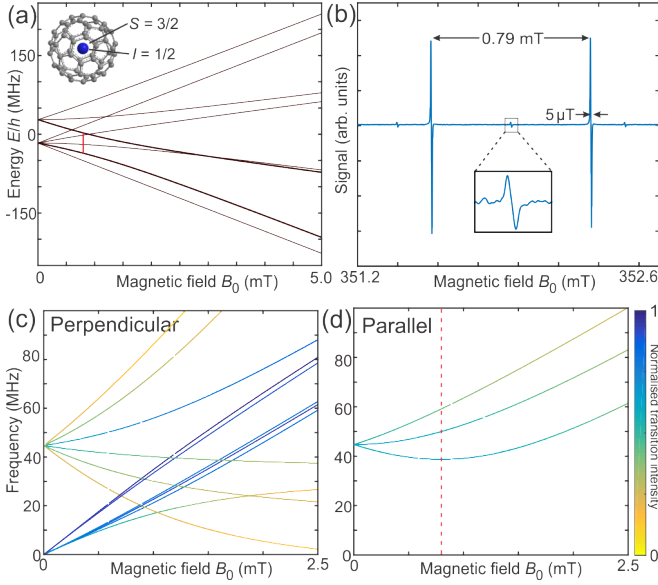 (a)
S = 3/2
I = 1/2
150
0
-150
Energy E/h (MHz)
0
Magnetic field B0 (mT)
5.0
(b)
0.79 mT
5 µT
Signal (arb. units)
351.2
Magnetic field B0 (mT)
352.6
(c) Perpendicular
80
60
40
20
0
Frequency (MHz)
0
Magnetic field B0 (mT)
2.5
(d) Parallel
80
60
40
20
0
0
Magnetic field B0 (mT)
2.5
1
Normalised transition intensity
0